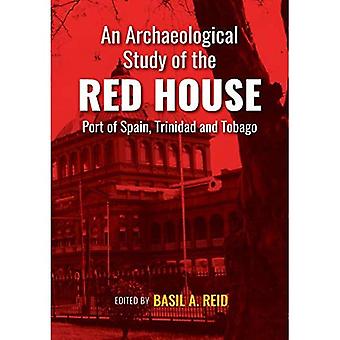 An Archaeological
Study of the
RED HOUSE
Port of Spain, Trinidad and Tobago
EDITED BY BASIL A. REID